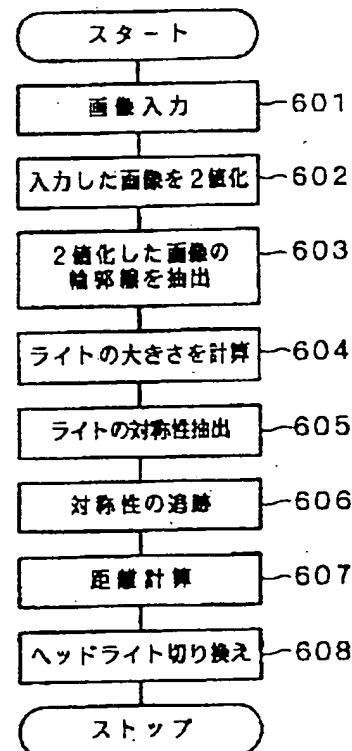 スタート
画像入力
601
入力した画像を2値化
602
2値化した画像の
輪郭線を抽出
603
ライトの大きさを計算
604
ライトの対称性抽出
605
対称性の追跡
606
距離計算
607
ヘッドライト切り換え
608
ストップ